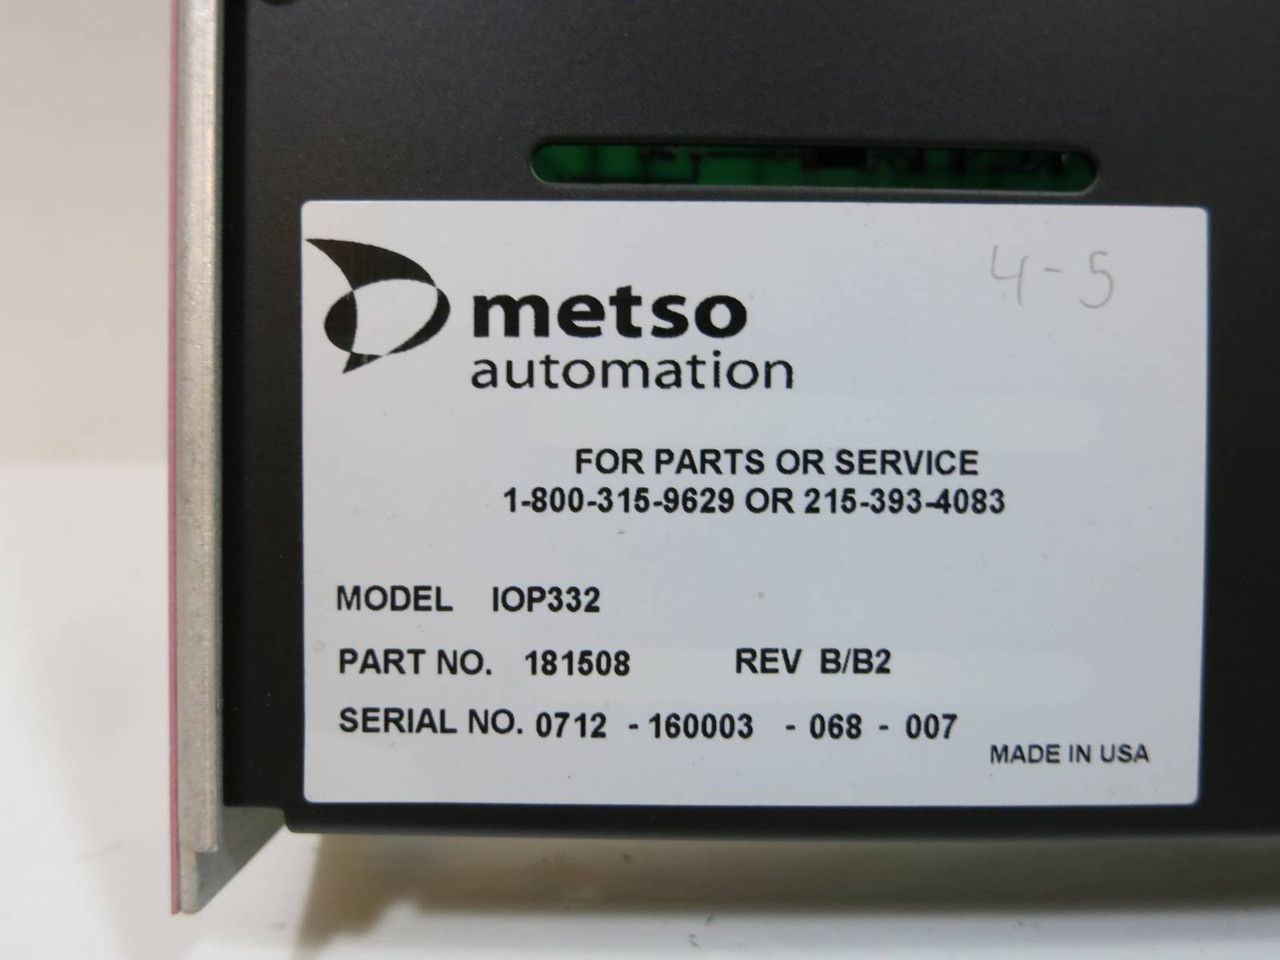 4-5
metso
automation
FOR PARTS OR SERVICE
1-800-315-9629 OR 215-393-4083
MODEL IOP332
PART NO. 181508 REV B/B2
SERIAL NO. 0712 - 160003 - 068 - 007
MADE IN USA